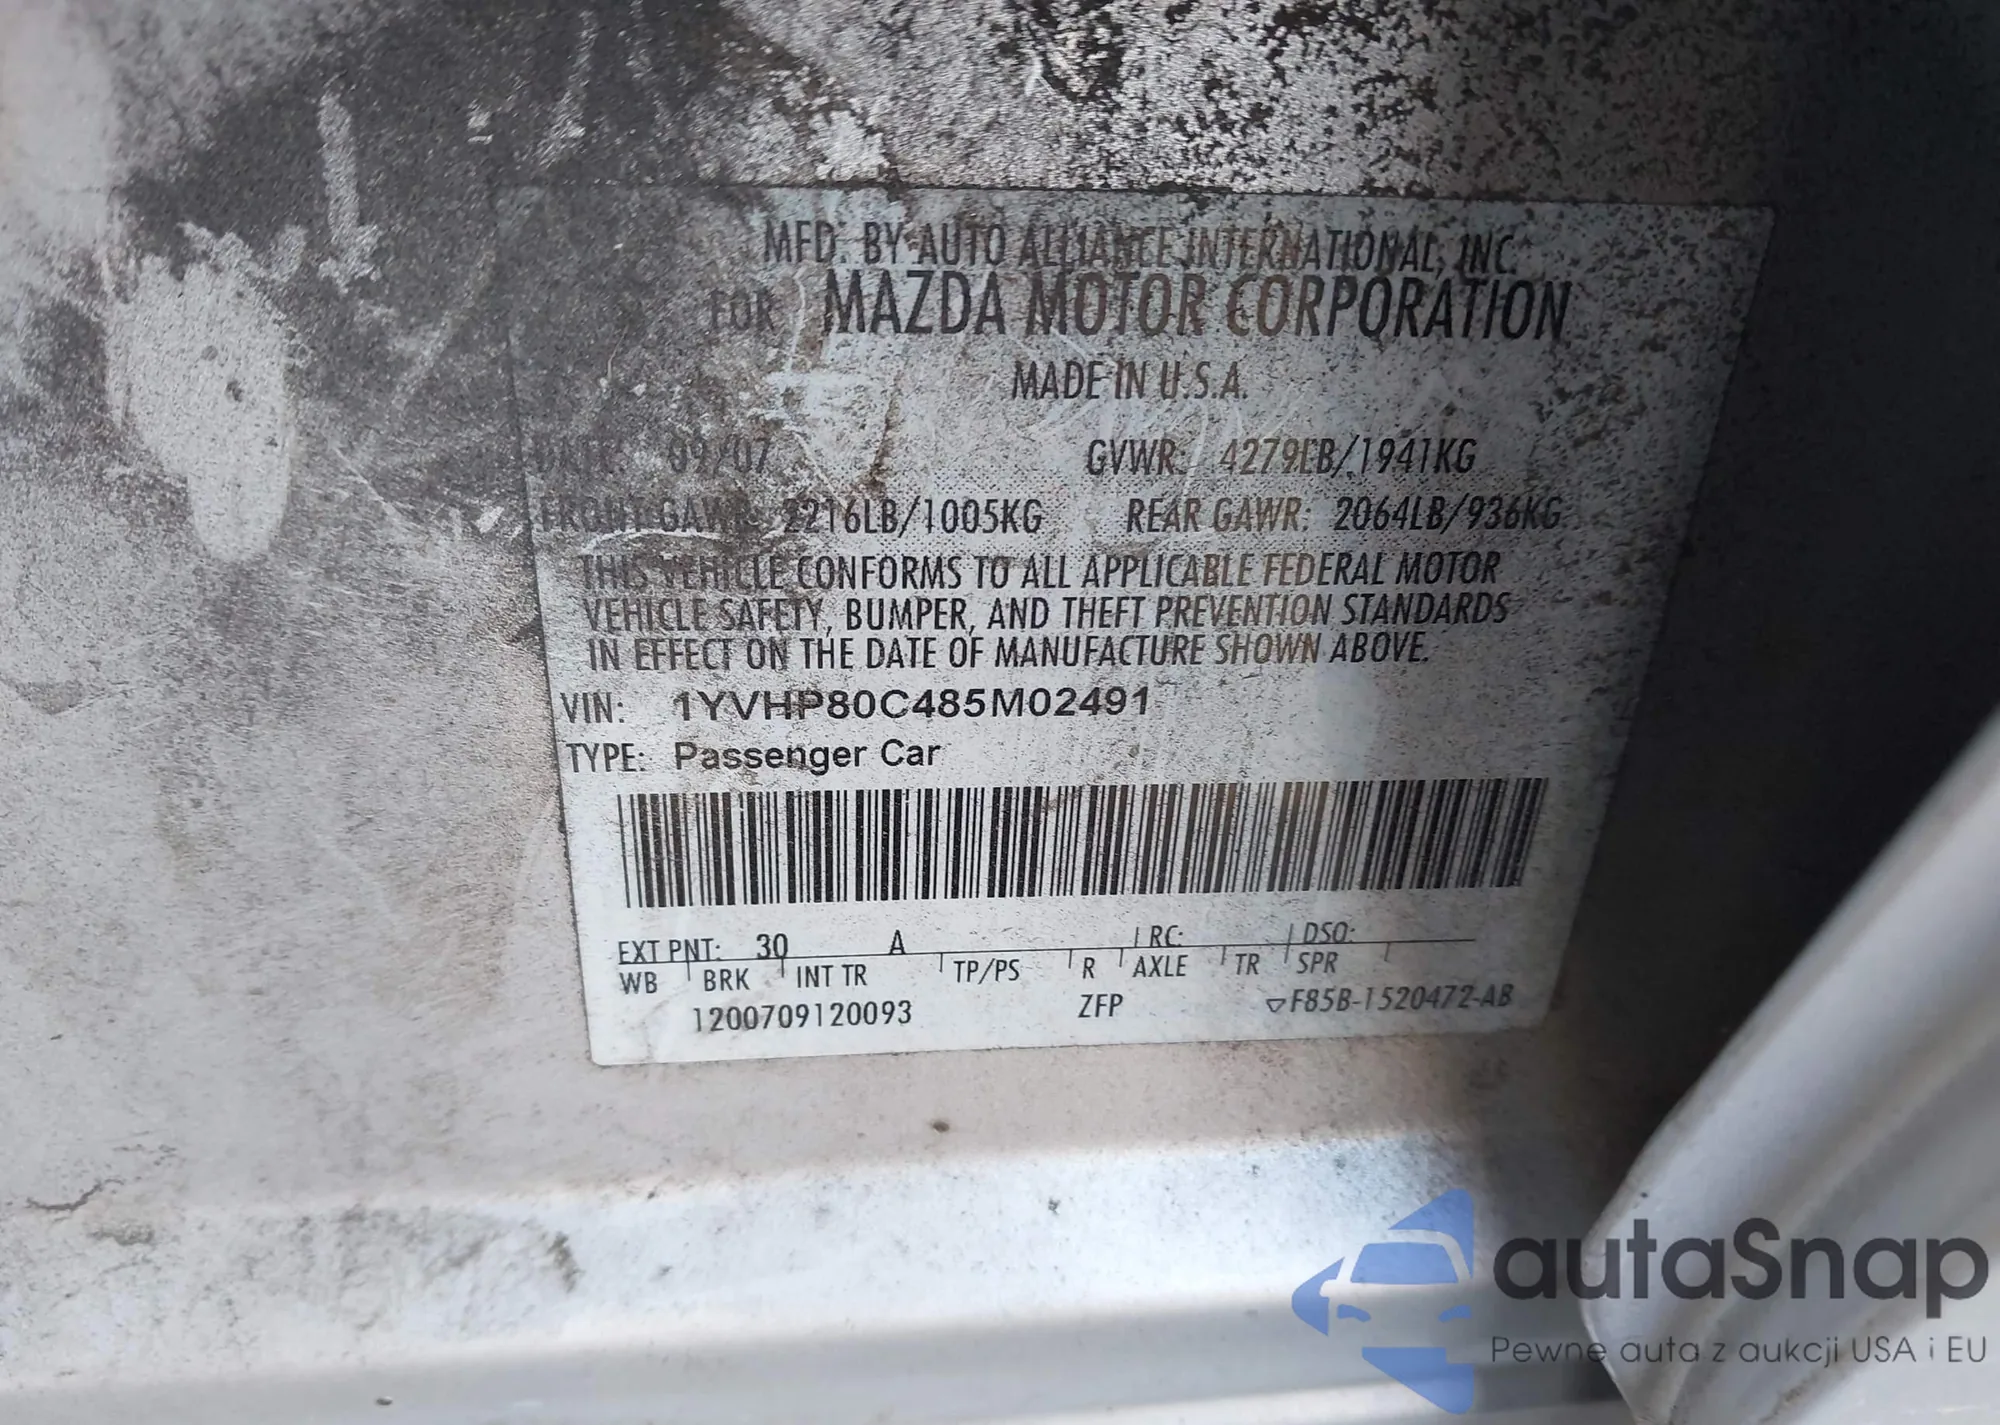 MFD. BY AUTO ALLIANCE INTERNATIONAL, INC.
FOR MAZDA MOTOR CORPORATION
MADE IN U.S.A.
DATE: 09/07 GVWR: 4279LB/1941KG
FRONT GAWR: 2216LB/1005KG REAR GAWR: 2064LB/936KG
THIS VEHICLE CONFORMS TO ALL APPLICABLE FEDERAL MOTOR
VEHICLE SAFETY, BUMPER, AND THEFT PREVENTION STANDARDS
IN EFFECT ON THE DATE OF MANUFACTURE SHOWN ABOVE.
VIN: 1YVHP80C485M02491
TYPE: Passenger Car
EXT PNT: 30 A RC: DSO:
WB BRK INT TR TP/PS R AXLE TR SPR
1200709120093 ZFP ▽F85B-1520472-AB
autaSnap
Pewne auta z aukcji USA i EU